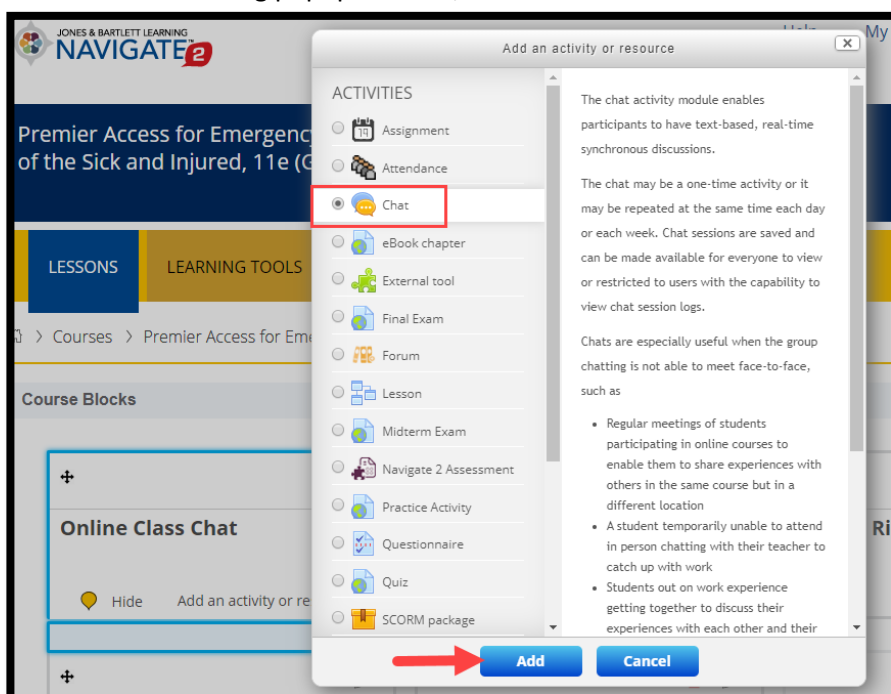 JONES & BARTLETT LEARNING
NAVIGATE 2
My
Add an activity or resource
x
Premier Access for Emergenc
of the Sick and Injured, 11e (G
LESSONS
LEARNING TOOLS
> Courses > Premier Access for Eme
Course Blocks
Online Class Chat
Hide
Add an activity or re
Ri
ACTIVITIES
19
Assignment
Attendance
Chat
eBook chapter
External tool
Final Exam
Forum
Lesson
Midterm Exam
Navigate 2 Assessment
Practice Activity
Questionnaire
Quiz
SCORM package
The chat activity module enables
participants to have text-based, real-time
synchronous discussions.
The chat may be a one-time activity or it
may be repeated at the same time each day
or each week. Chat sessions are saved and
can be made available for everyone to view
or restricted to users with the capability to
view chat session logs.
Chats are especially useful when the group
chatting is not able to meet face-to-face,
such as
• Regular meetings of students
participating in online courses to
enable them to share experiences with
others in the same course but in a
different location
• A student temporarily unable to attend
in person chatting with their teacher to
catch up with work
• Students out on work experience
getting together to discuss their
experiences with each other and their
Add
Cancel